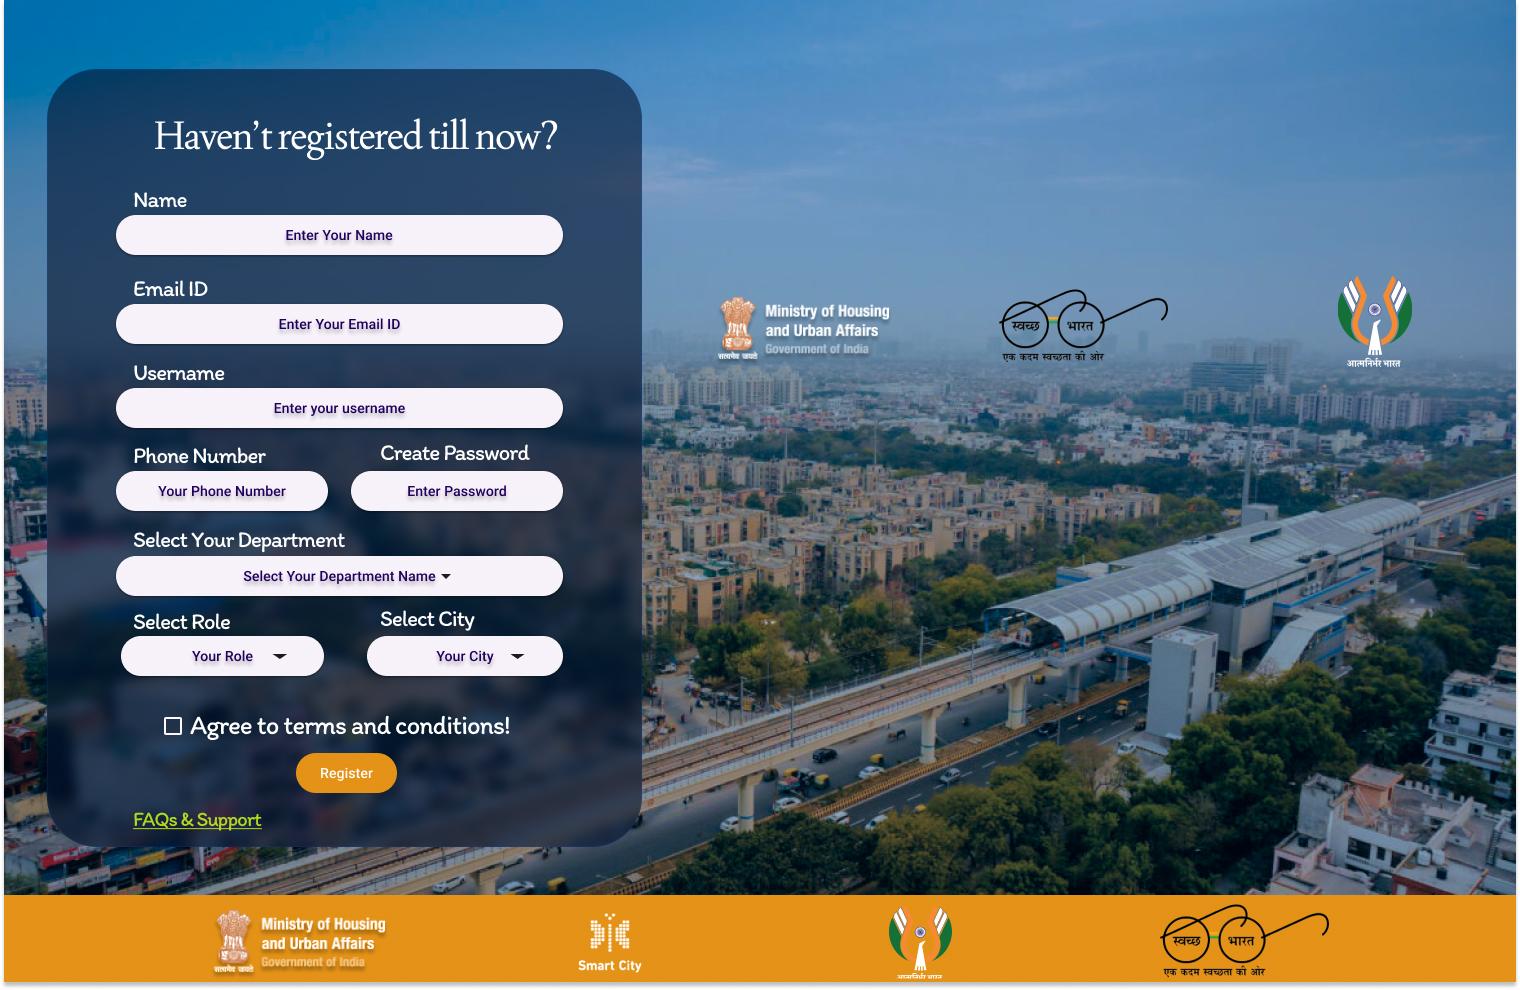 Haven’t registered till now?
Name
Enter Your Name
Email ID
Enter Your Email ID
Username
Enter your username
Phone Number
Create Password
Your Phone Number
Enter Password
Select Your Department
Select Your Department Name
Select Role
Select City
Your Role
Your City
Agree to terms and conditions!
Register
FAQs & Support
सत्यमेव जयते
Ministry of Housing
and Urban Affairs
Government of India
स्वच्छ भारत
एक कदम स्वच्छता की ओर
आत्मनिर्भर भारत
सत्यमेव जयते
Ministry of Housing
and Urban Affairs
Government of India
Smart City
आत्मनिर्भर भारत
स्वच्छ भारत
एक कदम स्वच्छता की ओर